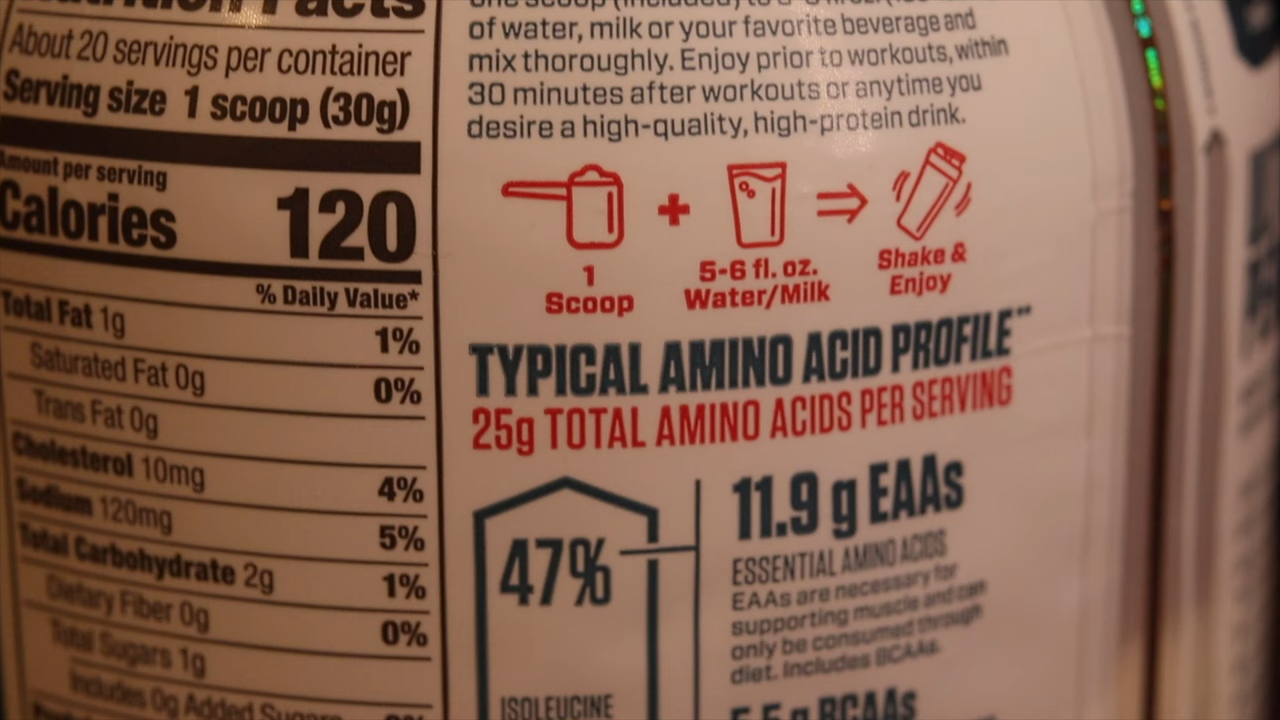 Nutrition Facts
About 20 servings per container
Serving size 1 scoop (30g)
Amount per serving
Calories 120
% Daily Value*
Total Fat 1g 1%
Saturated Fat 0g 0%
Trans Fat 0g
Cholesterol 10mg 4%
Sodium 120mg 5%
Total Carbohydrate 2g 1%
Dietary Fiber 0g 0%
Total Sugars 1g
Includes 0g Added Sugars 0%
one scoop (included) to
of water, milk or your favorite beverage and
mix thoroughly. Enjoy prior to workouts, within
30 minutes after workouts or anytime you
desire a high-quality, high-protein drink.
+
1
Scoop
5-6 fl. oz.
Water/Milk
Shake &
Enjoy
TYPICAL AMINO ACID PROFILE**
25g TOTAL AMINO ACIDS PER SERVING
47%
ISOLEUCINE
11.9 g EAAs
ESSENTIAL AMINO ACIDS
EAAs are necessary for
supporting muscle and can
only be consumed through
diet. Includes BCAAs.
5.5 g BCAAs